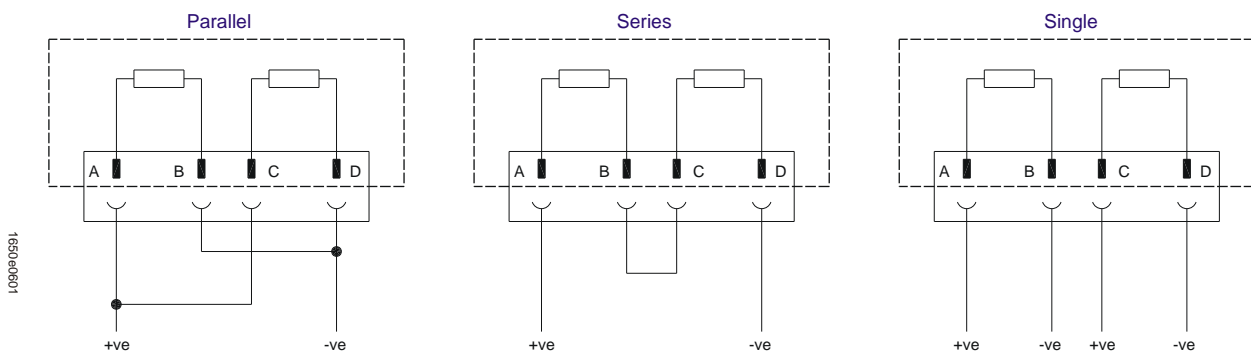 Parallel
Series
Single
A B C D
A B C D
A B C D
+ve -ve
+ve -ve
+ve -ve +ve -ve
1650e0601